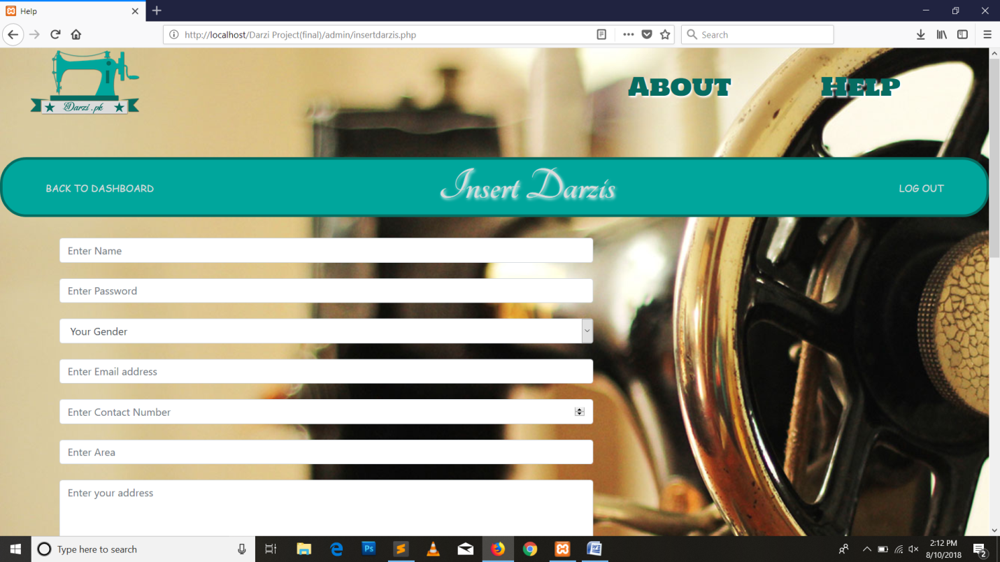 Help
http://localhost/Darzi Project(final)/admin/insertdarzis.php
Search
Darzi .pk
About
Help
BACK TO DASHBOARD
Insert Darzis
LOG OUT
Enter Name
Enter Password
Your Gender
Enter Email address
Enter Contact Number
Enter Area
Enter your address
Type here to search
Ps
2:12 PM
8/10/2018
2